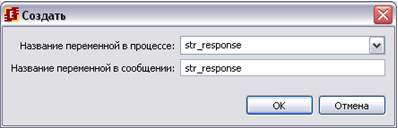 Создать
Название переменной в процессе: str_response
Название переменной в сообщении: str_response
OK Отмена